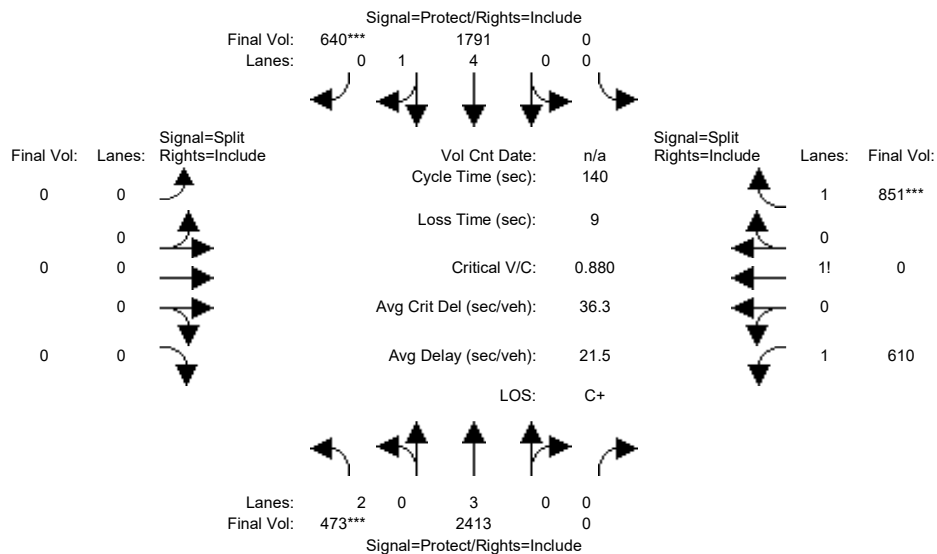 Signal=Protect/Rights=Include
Final Vol: 640*** 1791 0
Lanes: 0 1 4 0 0
Signal=Split
Final Vol: Lanes: Rights=Include
Vol Cnt Date: n/a
Signal=Split
Rights=Include Lanes: Final Vol:
Cycle Time (sec): 140
0 0
1 851***
Loss Time (sec): 9
0
0
0 0
Critical V/C: 0.880
1! 0
0
Avg Crit Del (sec/veh): 36.3
0
0 0
Avg Delay (sec/veh): 21.5
1 610
LOS: C+
Lanes: 2 0 3 0 0
Final Vol: 473*** 2413 0
Signal=Protect/Rights=Include